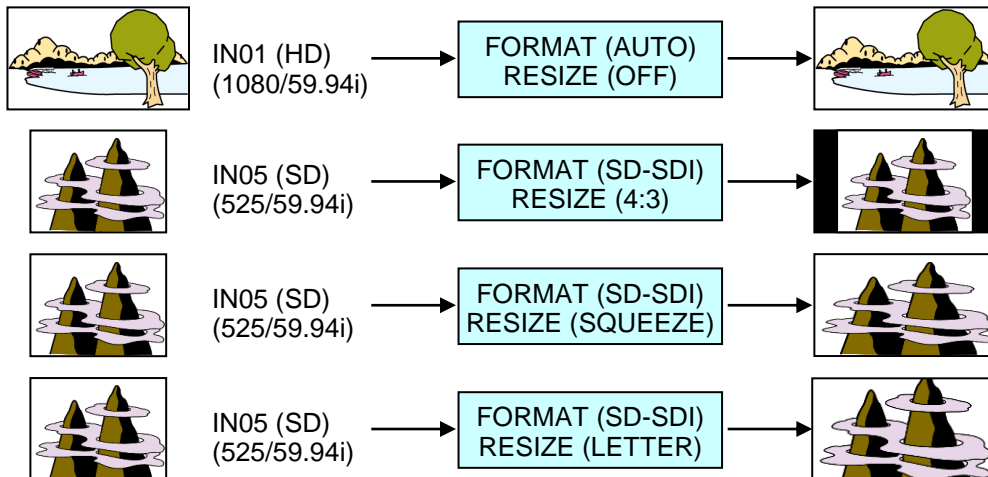 IN01 (HD)
(1080/59.94i)
FORMAT (AUTO)
RESIZE (OFF)
IN05 (SD)
(525/59.94i)
FORMAT (SD-SDI)
RESIZE (4:3)
IN05 (SD)
(525/59.94i)
FORMAT (SD-SDI)
RESIZE (SQUEEZE)
IN05 (SD)
(525/59.94i)
FORMAT (SD-SDI)
RESIZE (LETTER)